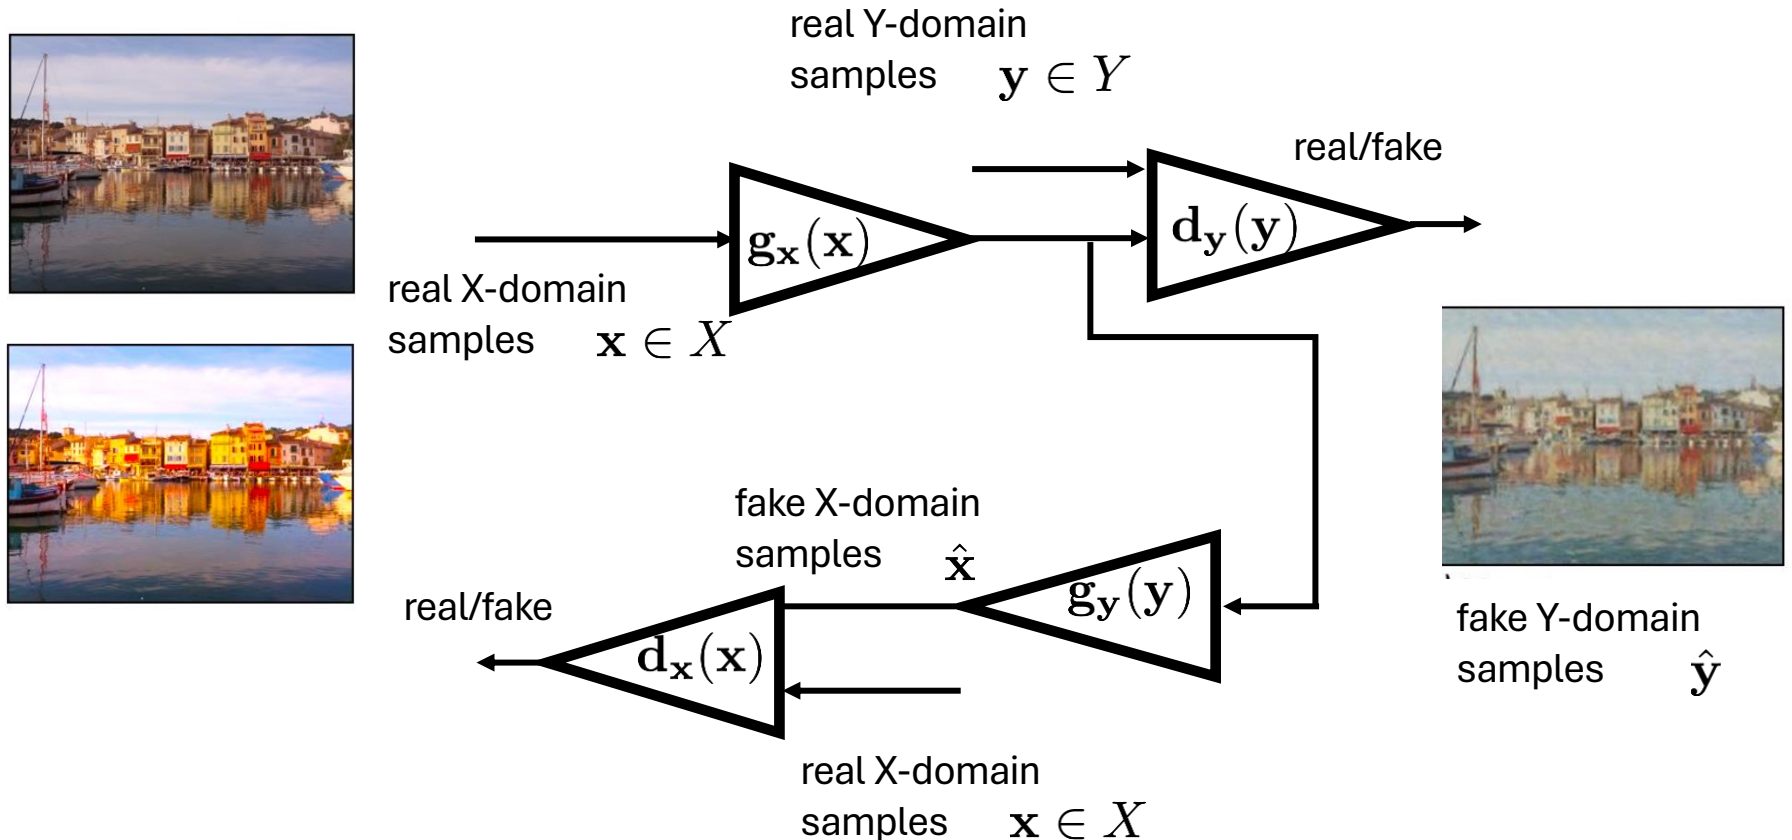 real Y-domain
samples y ∈ Y
real/fake
g_x(x)
d_y(y)
real X-domain
samples x ∈ X
fake X-domain
samples x̂
g_y(y)
real/fake
d_x(x)
fake Y-domain
samples ŷ
real X-domain
samples x ∈ X